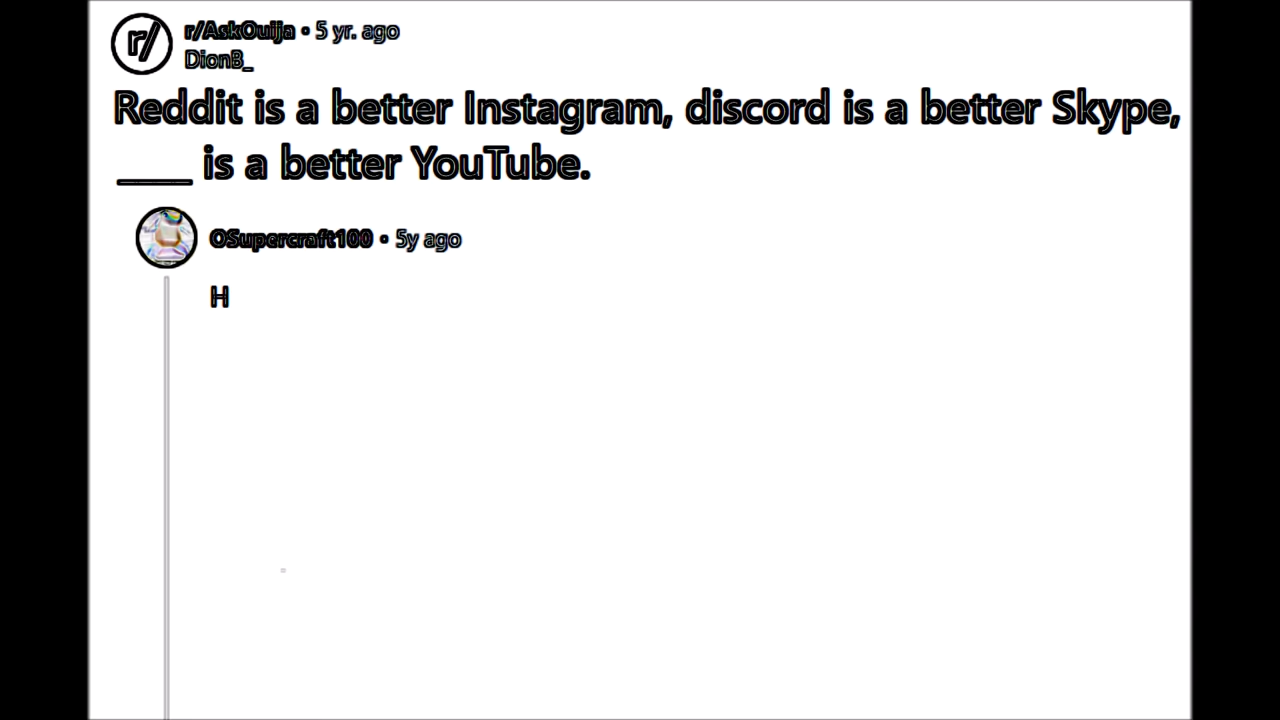 r/
r/AskOuija • 5 yr. ago
DionB_
Reddit is a better Instagram, discord is a better Skype,
____ is a better YouTube.
OSupercraft100 • 5y ago
H